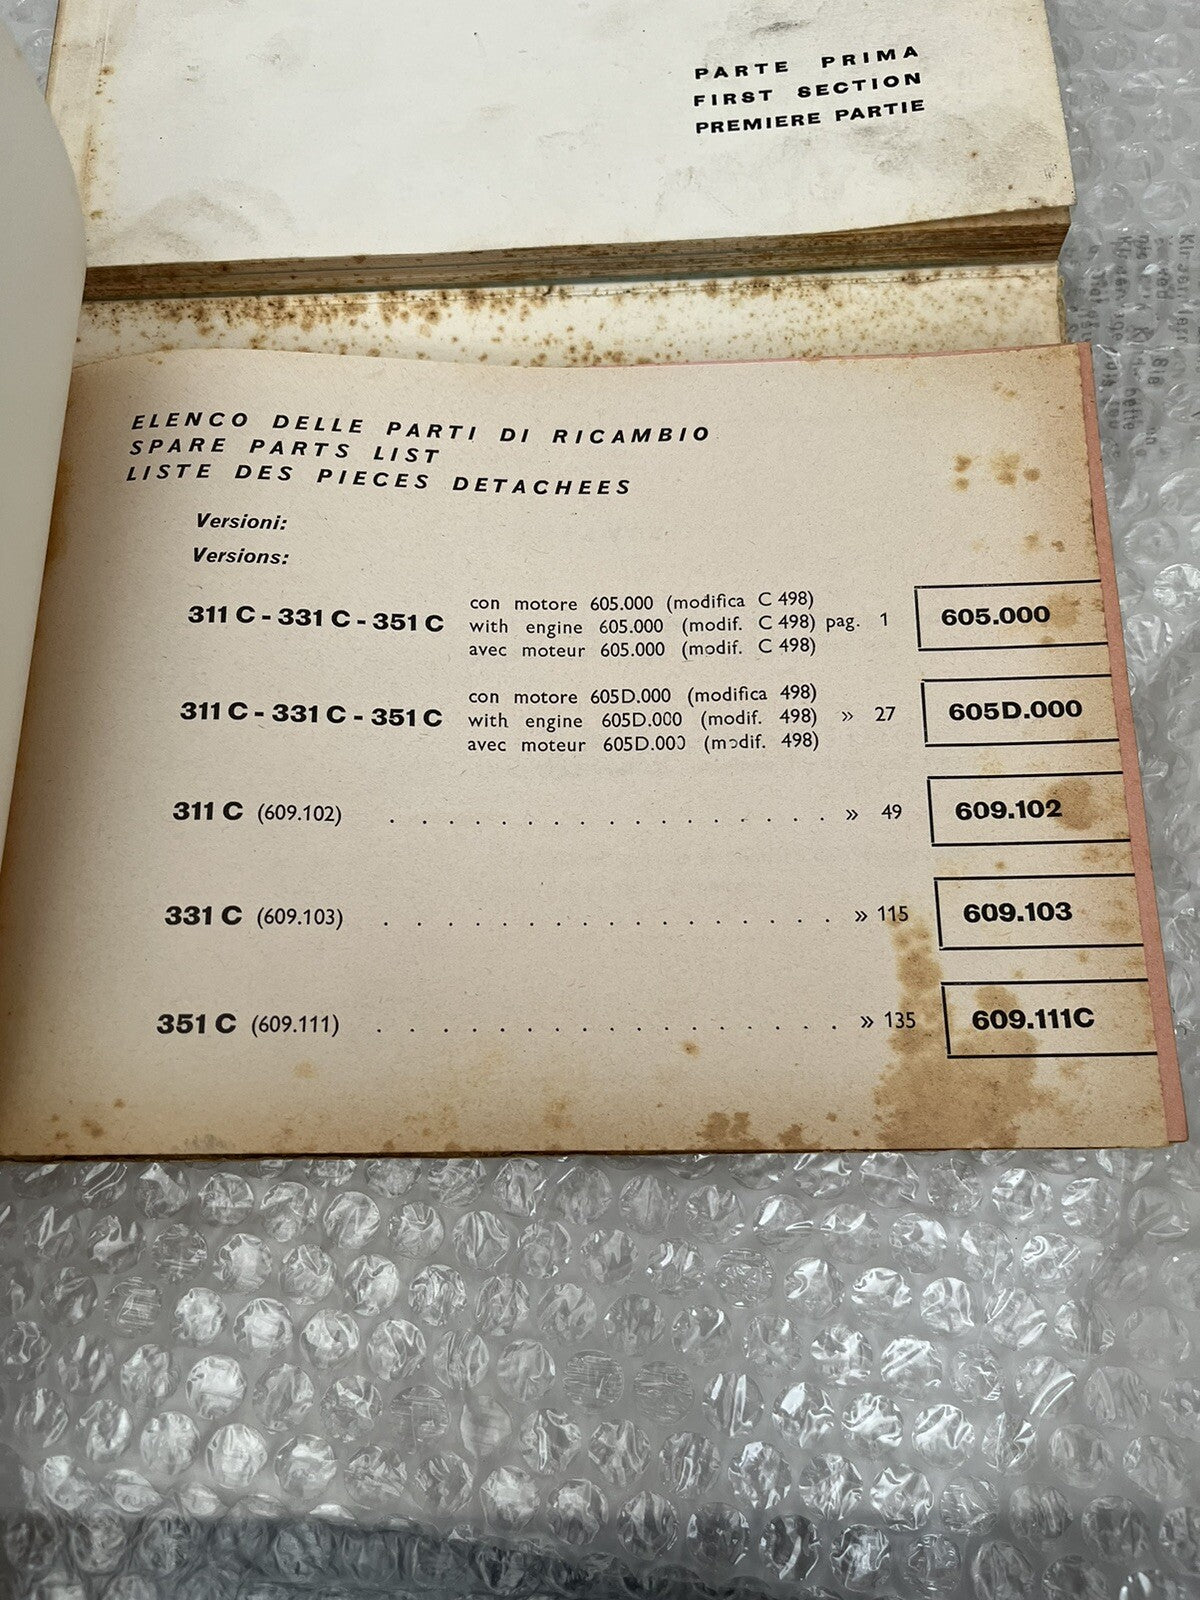 PARTE PRIMA
FIRST SECTION
PREMIERE PARTIE
ELENCO DELLE PARTI DI RICAMBIO
SPARE PARTS LIST
LISTE DES PIECES DETACHEES
Versioni:
Versions:
311 C - 331 C - 351 C con motore 605.000 (modifica C 498)
with engine 605.000 (modif. C 498) pag. 1 605.000
avec moteur 605.000 (modif. C 498)
311 C - 331 C - 351 C con motore 605D.000 (modifica 498)
with engine 605D.000 (modif. 498) » 27 605D.000
avec moteur 605D.000 (modif. 498)
311 C (609.102) . . . . . . . . . . . . . . . » 49 609.102
331 C (609.103) . . . . . . . . . . . . . . . » 115 609.103
351 C (609.111) . . . . . . . . . . . . . . . » 135 609.111C